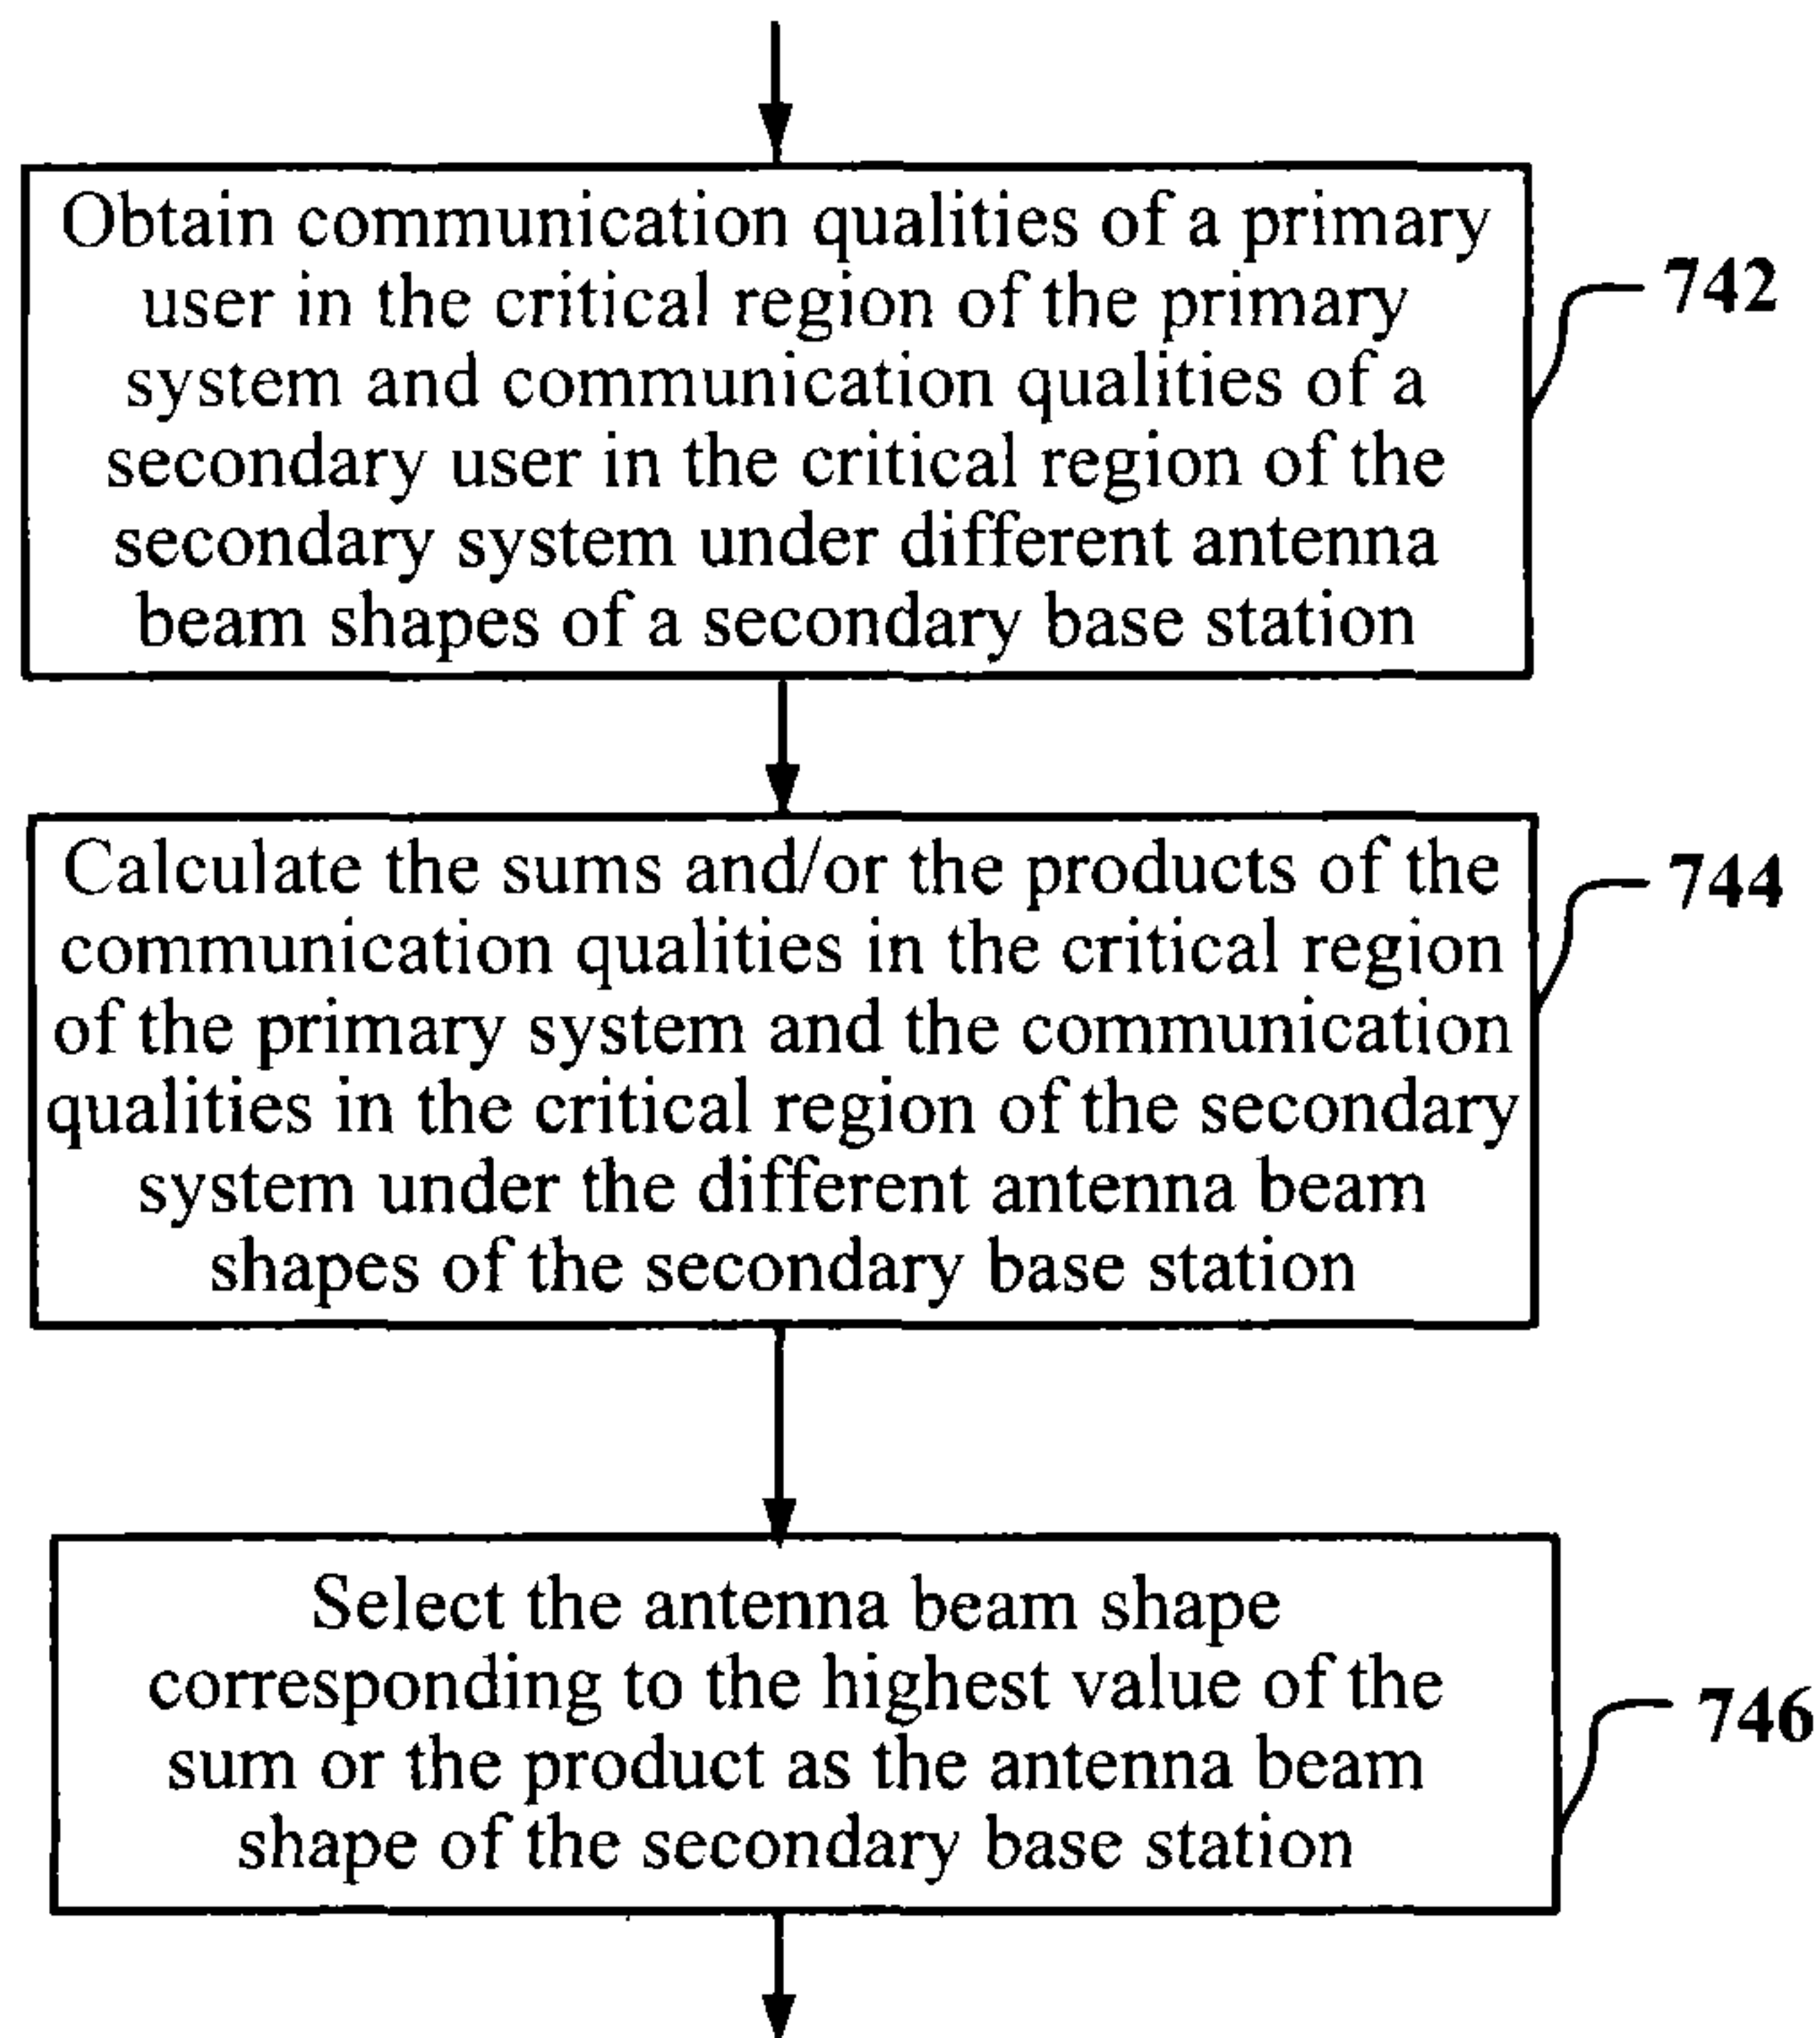 Obtain communication qualities of a primary
user in the critical region of the primary
system and communication qualities of a
secondary user in the critical region of the
secondary system under different antenna
beam shapes of a secondary base station
742
Calculate the sums and/or the products of the
communication qualities in the critical region
of the primary system and the communication
qualities in the critical region of the secondary
system under the different antenna beam
shapes of the secondary base station
744
Select the antenna beam shape
corresponding to the highest value of the
sum or the product as the antenna beam
shape of the secondary base station
746